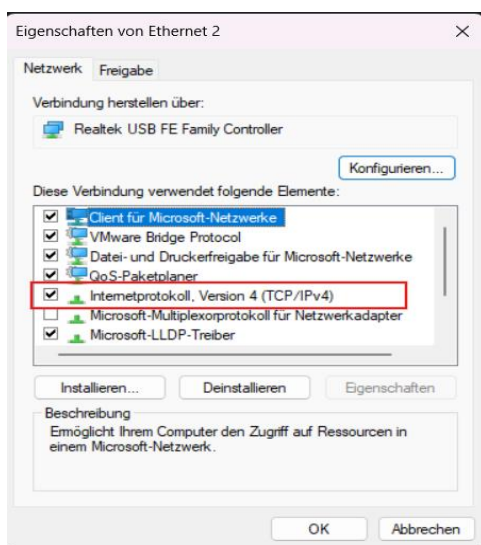 Eigenschaften von Ethernet 2
Netzwerk Freigabe
Verbindung herstellen über:
Realtek USB FE Family Controller
Konfigurieren...
Diese Verbindung verwendet folgende Elemente:
Client für Microsoft-Netzwerke
VMware Bridge Protocol
Datei- und Druckerfreigabe für Microsoft-Netzwerke
QoS-Paketplaner
Internetprotokoll, Version 4 (TCP/IPv4)
Microsoft-Multiplexorprotokoll für Netzwerkadapter
Microsoft-LLDP-Treiber
Installieren... Deinstallieren Eigenschaften
Beschreibung
Ermöglicht Ihrem Computer den Zugriff auf Ressourcen in
einem Microsoft-Netzwerk.
OK Abbrechen